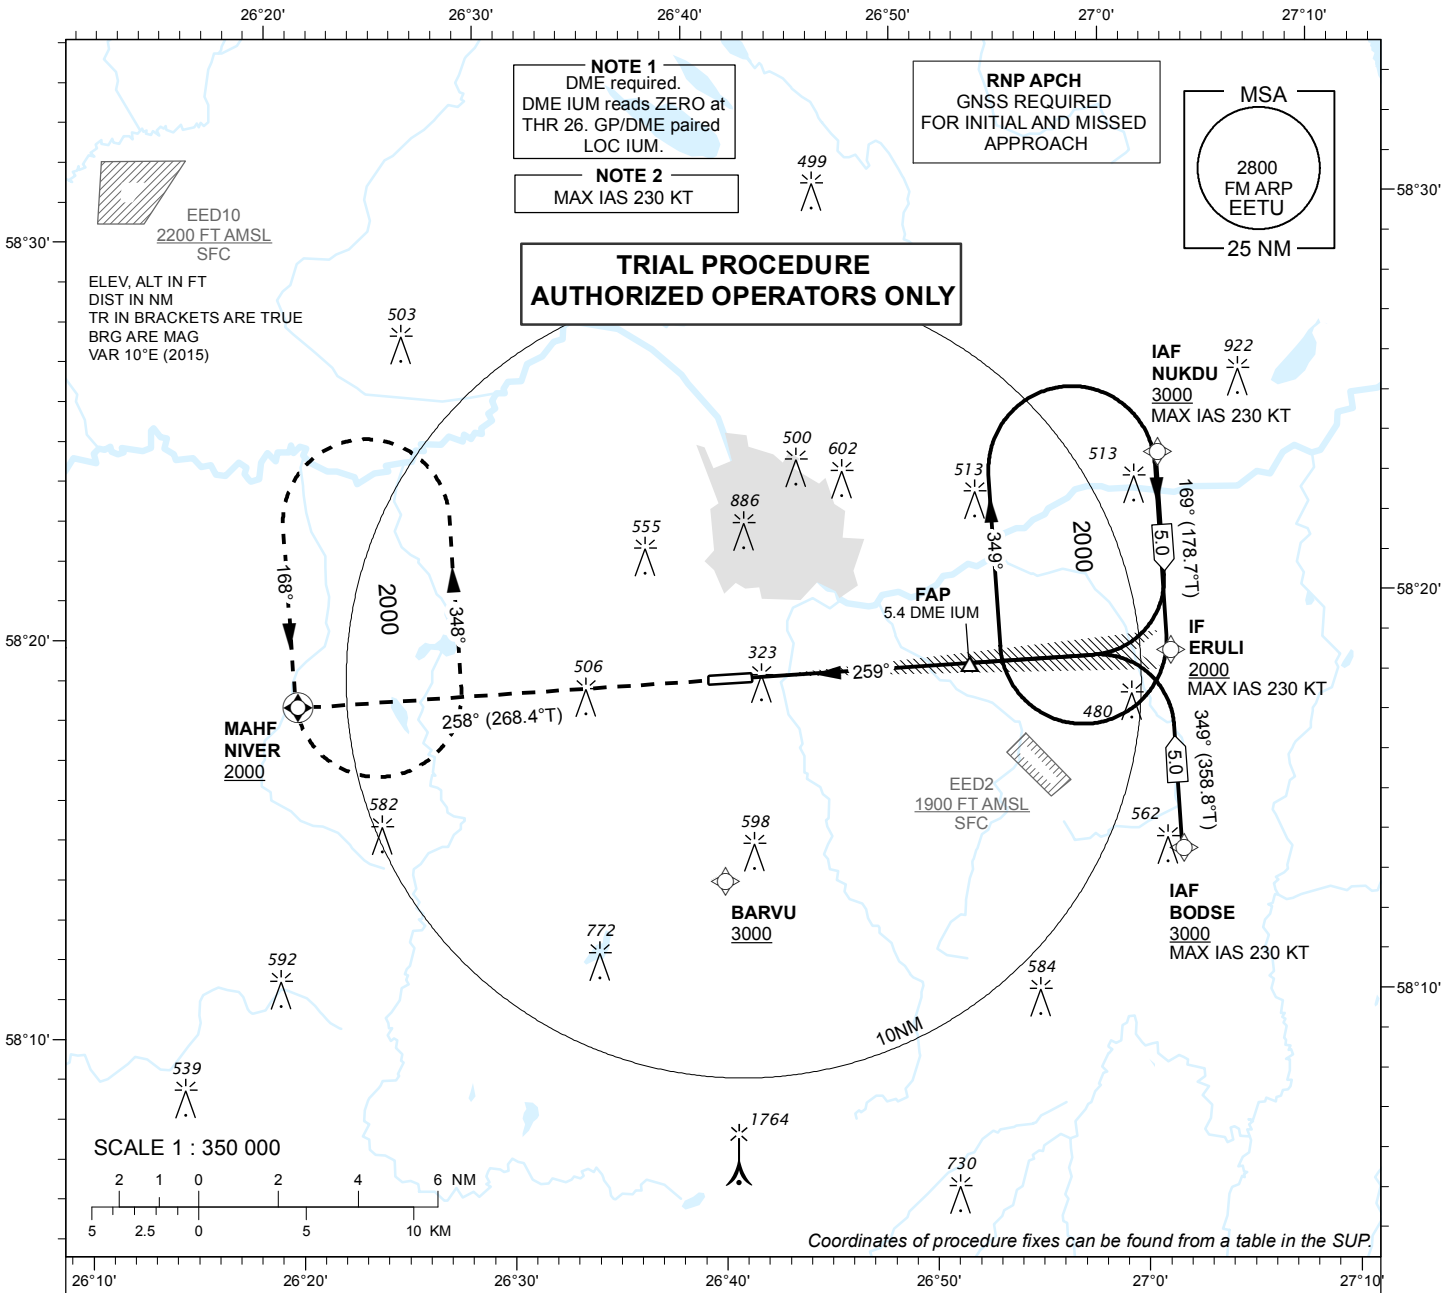 26°20'
26°30'
26°40'
26°50'
27°0'
27°10'
NOTE 1
DME required.
DME IUM reads ZERO at
THR 26. GP/DME paired
LOC IUM.
NOTE 2
MAX IAS 230 KT
RNP APCH
GNSS REQUIRED
FOR INITIAL AND MISSED
APPROACH
MSA
2800
FM ARP
EETU
25 NM
58°30'
58°30'
EED10
2200 FT AMSL
SFC
ELEV, ALT IN FT
DIST IN NM
TR IN BRACKETS ARE TRUE
BRG ARE MAG
VAR 10°E (2015)
499
TRIAL PROCEDURE
AUTHORIZED OPERATORS ONLY
503
IAF
NUKDU
3000
MAX IAS 230 KT
922
500
602
513
513
886
555
169° (178.7°T)
5.0
2000
349°
168°
2000
348°
58°20'
58°20'
FAP
5.4 DME IUM
IF
ERULI
2000
MAX IAS 230 KT
323
506
259°
258° (268.4°T)
480
MAHF
NIVER
2000
349° (358.8°T)
5.0
EED2
1900 FT AMSL
SFC
582
598
562
BARVU
3000
IAF
BODSE
3000
MAX IAS 230 KT
772
592
584
10NM
58°10'
58°10'
539
1764
730
SCALE 1 : 350 000
2 1 0 2 4 6 NM
5 2.5 0 5 10 KM
Coordinates of procedure fixes can be found from a table in the SUP.
26°10'
26°20'
26°30'
26°40'
26°50'
27°0'
27°10'